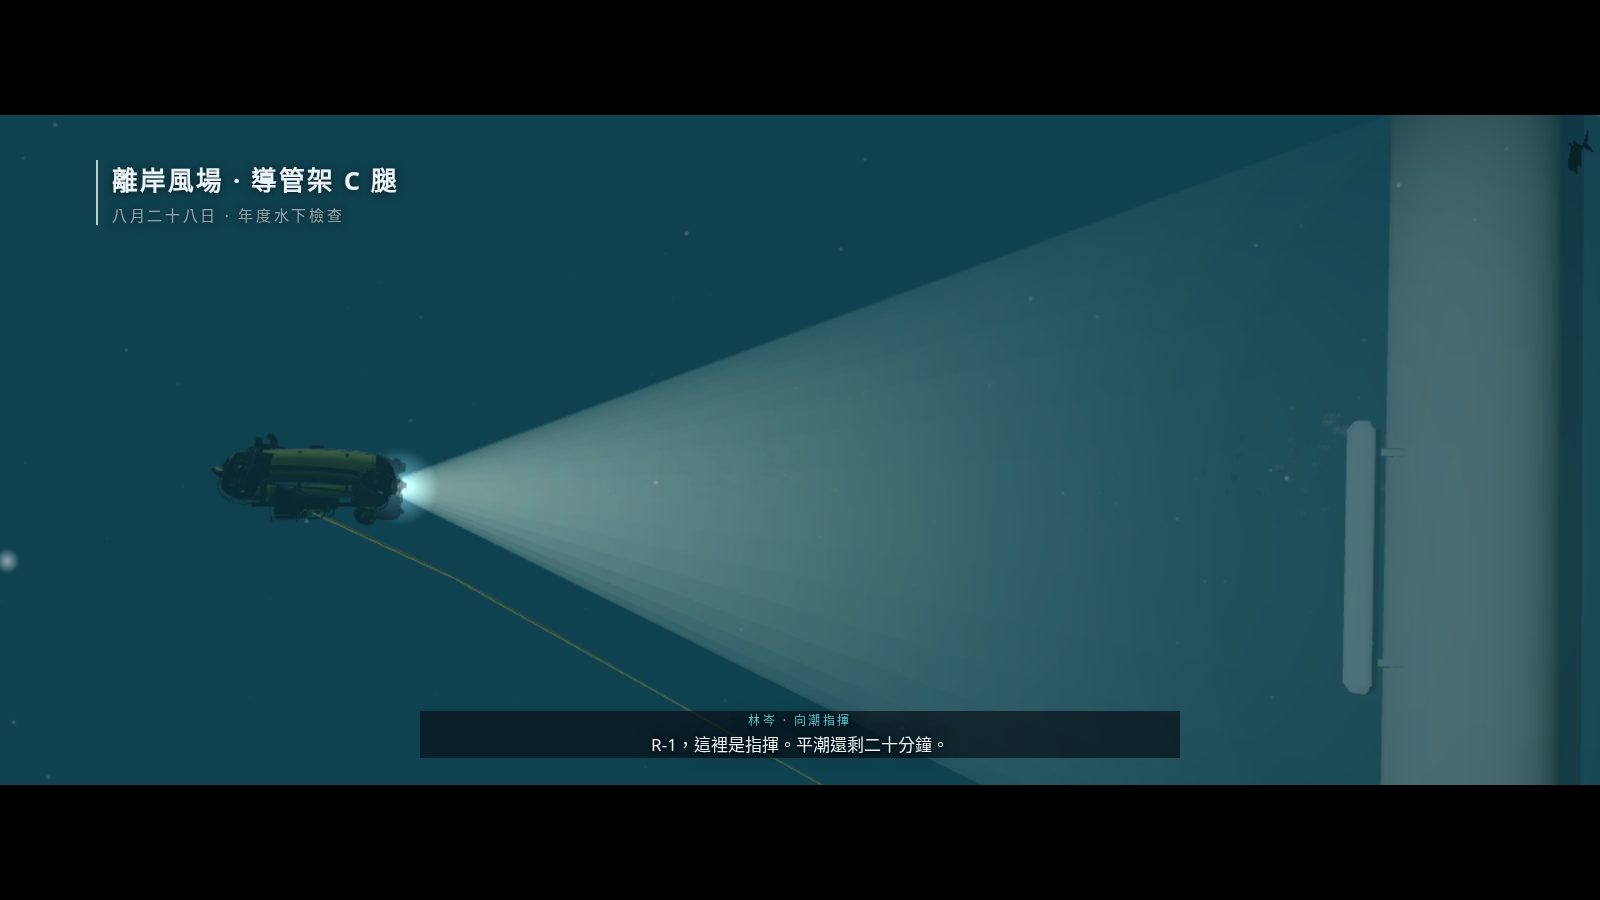 離岸風場 · 導管架 C 腿
八月二十八日 · 年度水下檢查
林岑 · 向潮指揮
R-1，這裡是指揮。平潮還剩二十分鐘。